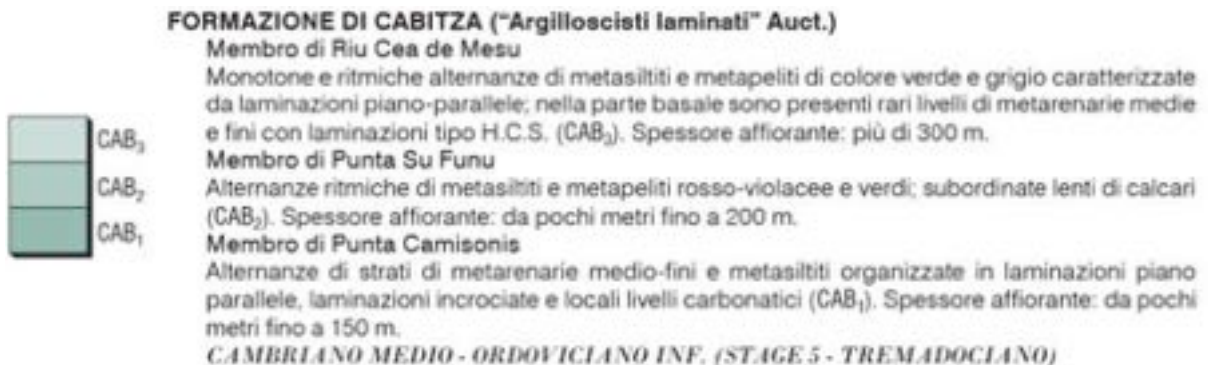 FORMAZIONE DI CABITZA (“Argilloscisti laminati” Auct.)
Membro di Riu Cea de Mesu
Monotone e ritmiche alternanze di metasiltiti e metapeliti di colore verde e grigio caratterizzate
da laminazioni piano-parallele; nella parte basale sono presenti rari livelli di metarenarie medie
e fini con laminazioni tipo H.C.S. (CAB₃). Spessore affiorante: più di 300 m.
CAB₃
Membro di Punta Su Funu
Alternanze ritmiche di metasiltiti e metapeliti rosso-violacee e verdi; subordinate lenti di calcari
(CAB₂). Spessore affiorante: da pochi metri fino a 200 m.
CAB₂
Membro di Punta Camisonis
Alternanze di strati di metarenarie medio-fini e metasiltiti organizzate in laminazioni piano
parallele, laminazioni incrociate e locali livelli carbonatici (CAB₁). Spessore affiorante: da pochi
metri fino a 150 m.
CAB₁
CAMBRIANO MEDIO - ORDOVICIANO INF. (STAGE 5 - TREMADOCIANO)